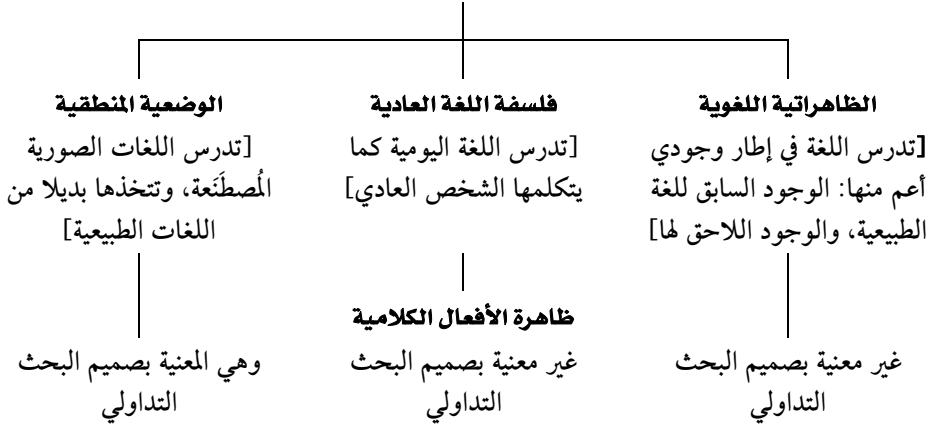 الظاهراتية اللغوية
[تدرس اللغة في إطار وجودي
أعم منها: الوجود السابق للغة
الطبيعية، والوجود اللاحق لها]
غير معنية بصميم البحث
التداولي
فلسفة اللغة العادية
[تدرس اللغة اليومية كما
يتكلمها الشخص العادي]
ظاهرة الأفعال الكلامية
غير معنية بصميم البحث
التداولي
الوضعية المنطقية
[تدرس اللغات الصورية
المُصطَنَعة، وتتخذها بديلا من
اللغات الطبيعية]
وهي المعنية بصميم البحث
التداولي